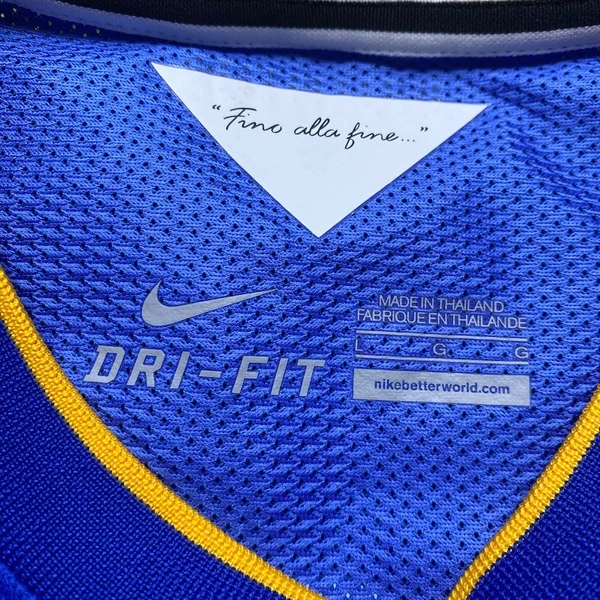 “Fino alla fine...”
DRI-FIT
MADE IN THAILAND
FABRIQUE EN THAILANDE
L G G
nikebetterworld.com